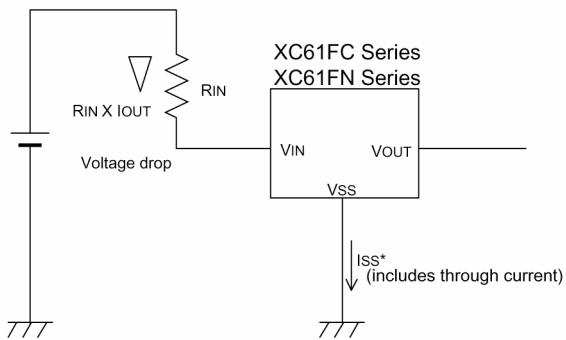 XC61FC Series
XC61FN Series
RIN
RIN X IOUT
VIN
VOUT
Voltage drop
VSS
ISS*
(includes through current)